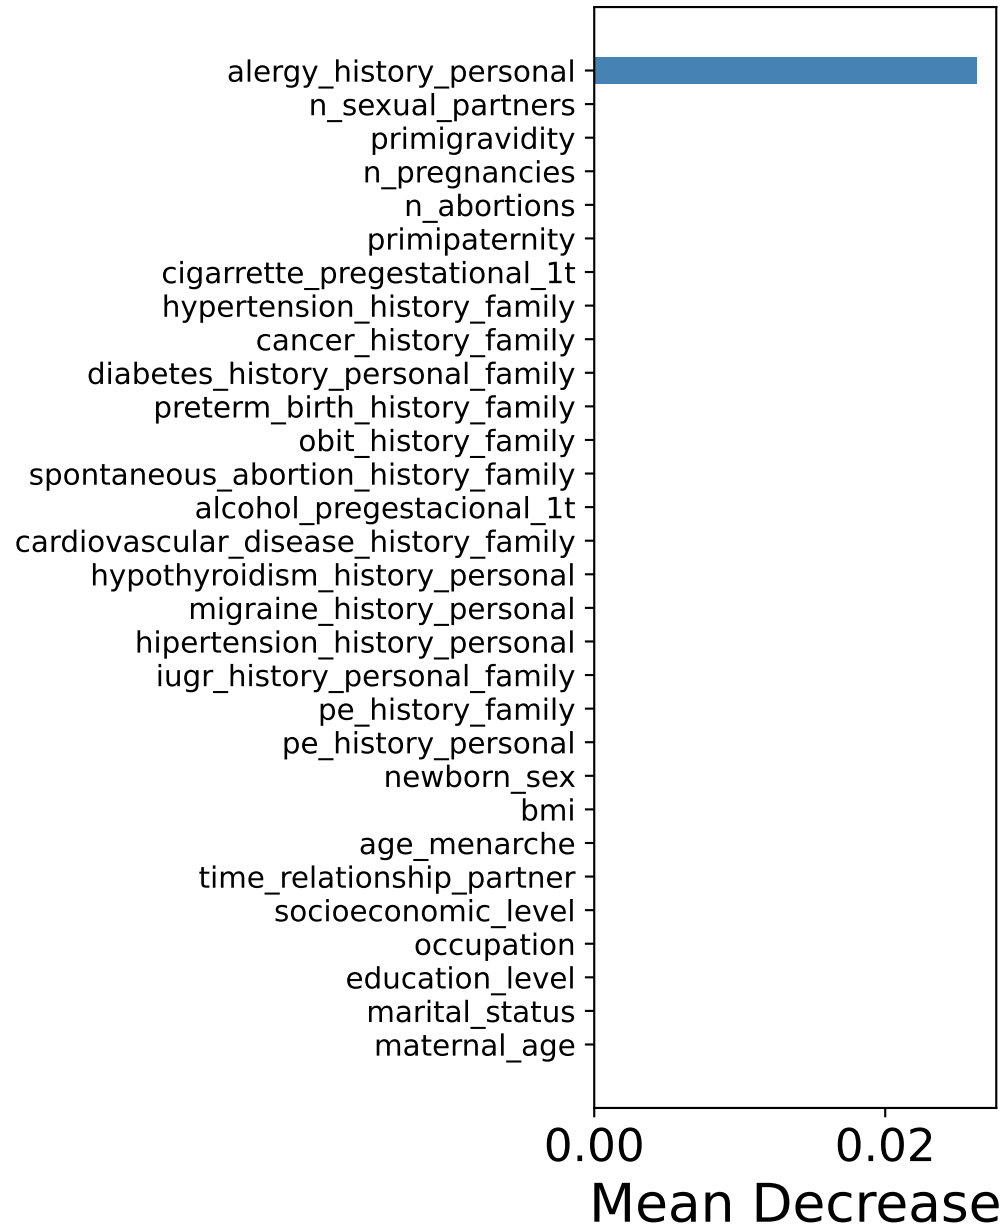 alergy_history_personal
n_sexual_partners
primigravidity
n_pregnancies
n_abortions
primipaternity
cigarrette_pregestational_1t
hypertension_history_family
cancer_history_family
diabetes_history_personal_family
preterm_birth_history_family
obit_history_family
spontaneous_abortion_history_family
alcohol_pregestacional_1t
cardiovascular_disease_history_family
hypothyroidism_history_personal
migraine_history_personal
hipertension_history_personal
iugr_history_personal_family
pe_history_family
pe_history_personal
newborn_sex
bmi
age_menarche
time_relationship_partner
socioeconomic_level
occupation
education_level
marital_status
maternal_age
0.00 0.02
Mean Decrease